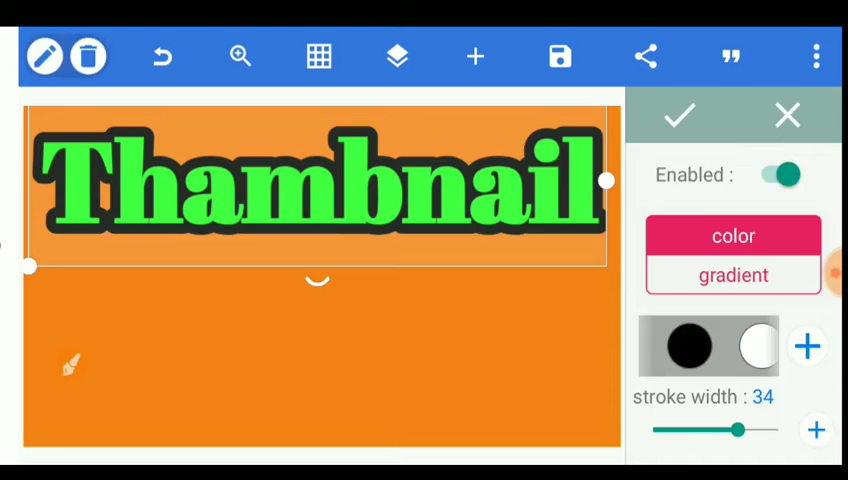 Thambnail
Enabled :
color
gradient
stroke width : 34